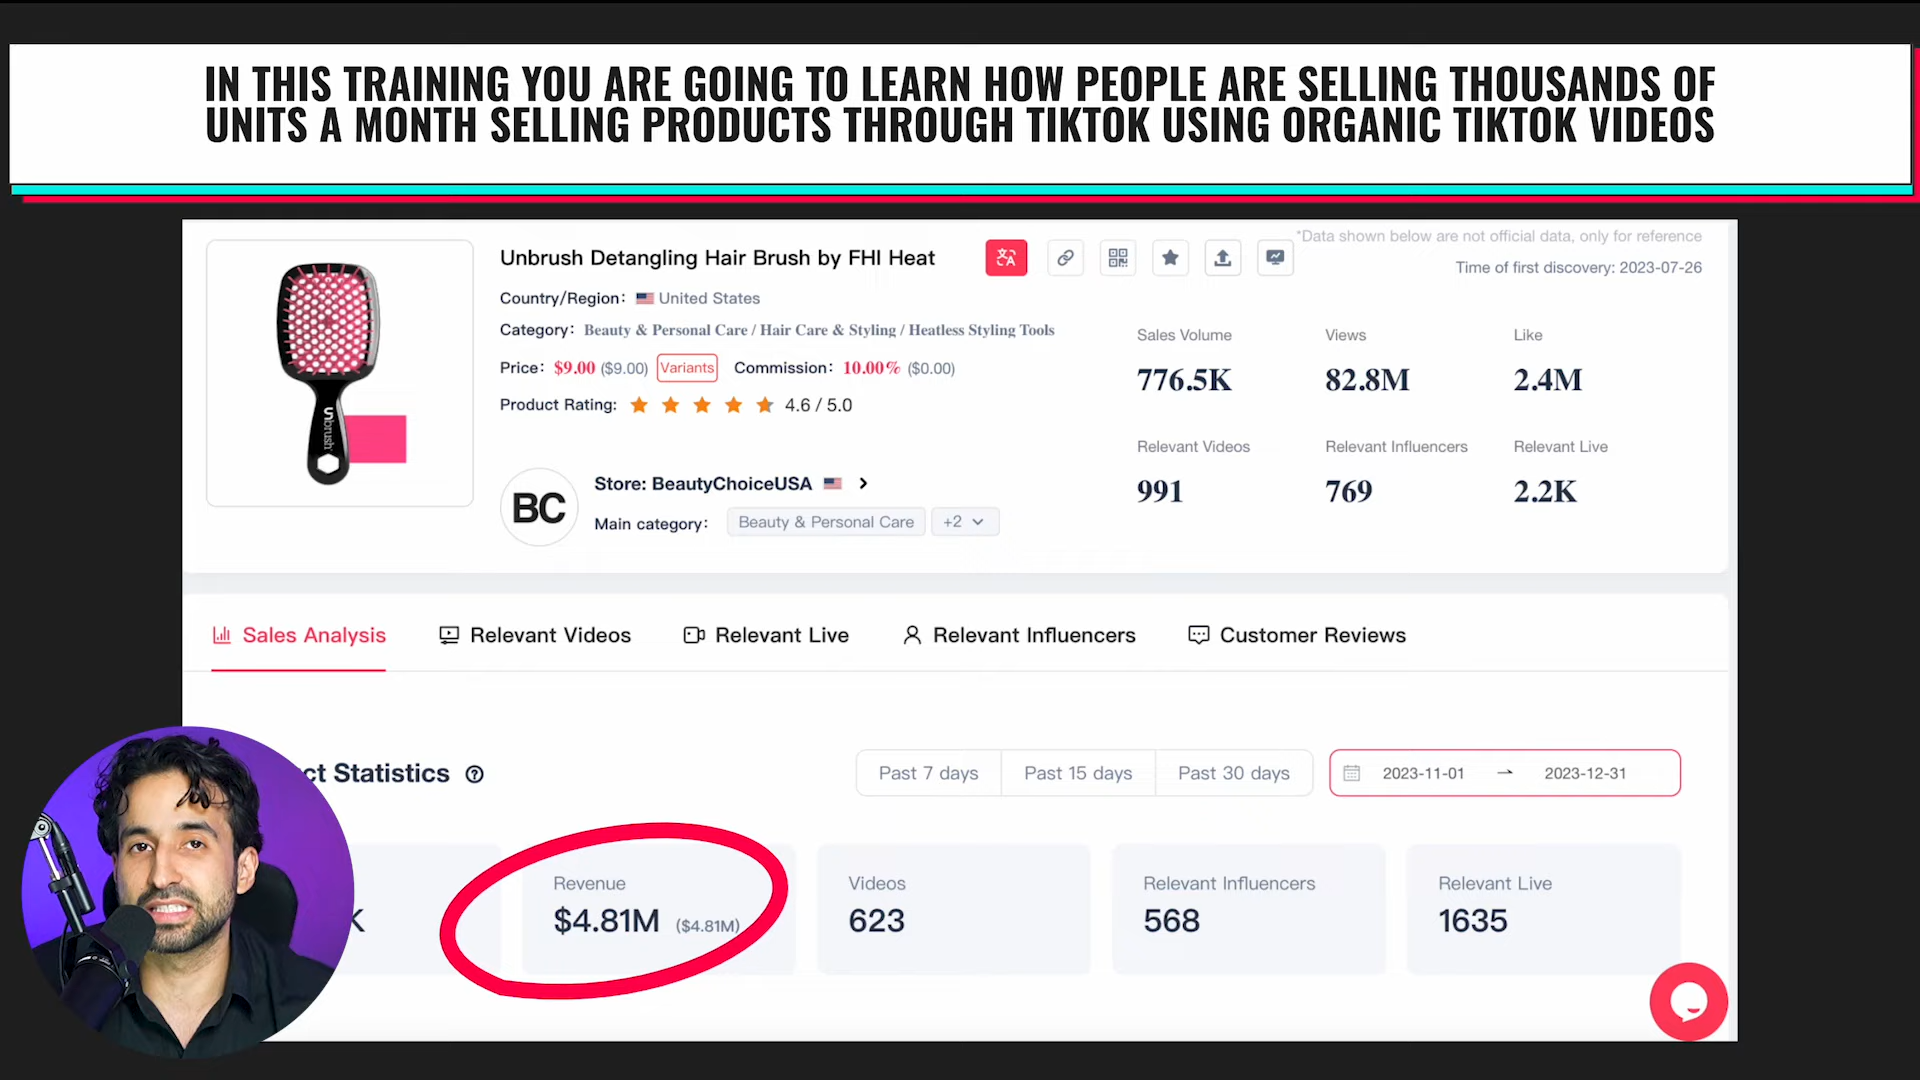 IN THIS TRAINING YOU ARE GOING TO LEARN HOW PEOPLE ARE SELLING THOUSANDS OF
UNITS A MONTH SELLING PRODUCTS THROUGH TIKTOK USING ORGANIC TIKTOK VIDEOS
*Data shown below are not official data, only for reference
Time of first discovery: 2023-07-26
Unbrush Detangling Hair Brush by FHI Heat
Country/Region: United States
Category: Beauty & Personal Care / Hair Care & Styling / Heatless Styling Tools
Price: $9.00 ($9.00) Variants Commission: 10.00% ($0.00)
Product Rating: 4.6 / 5.0
unbrush
BC
Store: BeautyChoiceUSA
Main category: Beauty & Personal Care +2
Sales Volume Views Like
776.5K 82.8M 2.4M
Relevant Videos Relevant Influencers Relevant Live
991 769 2.2K
Sales Analysis Relevant Videos Relevant Live Relevant Influencers Customer Reviews
ct Statistics
Past 7 days Past 15 days Past 30 days 2023-11-01 2023-12-31
Revenue Videos Relevant Influencers Relevant Live
K $4.81M ($4.81M) 623 568 1635